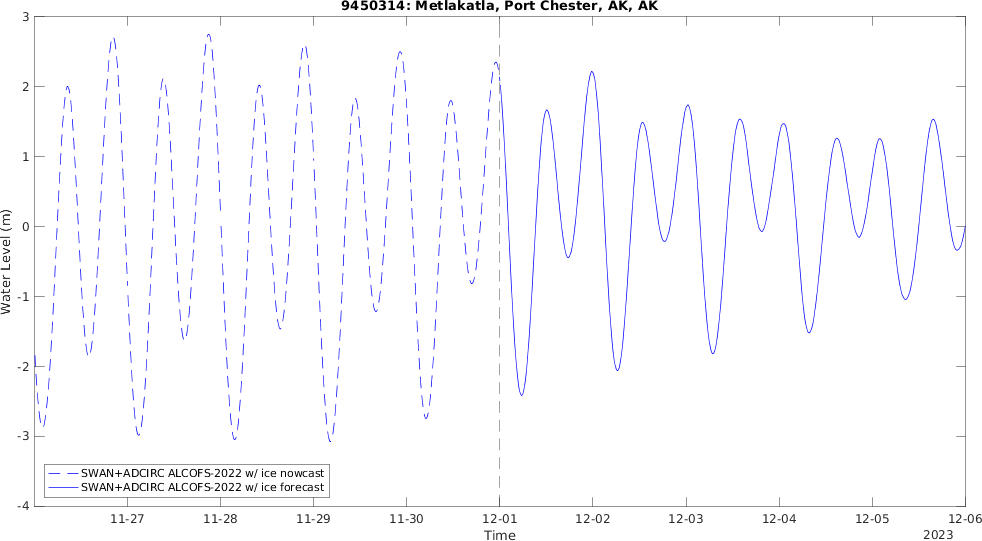 9450314: Metlakatla, Port Chester, AK, AK
3
2
1
0
-1
-2
-3
-4
Water Level (m)
SWAN+ADCIRC ALCOFS-2022 w/ ice nowcast
SWAN+ADCIRC ALCOFS-2022 w/ ice forecast
11-27 11-28 11-29 11-30 12-01 12-02 12-03 12-04 12-05 12-06
Time
2023